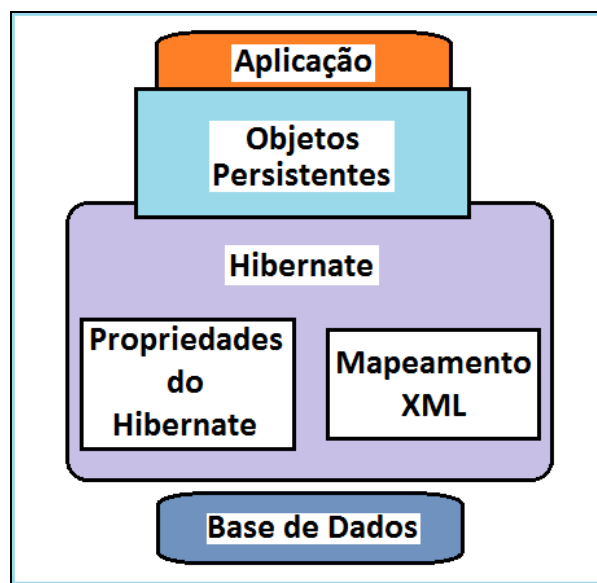 Aplicação
Objetos
Persistentes
Hibernate
Propriedades
do
Hibernate
Mapeamento
XML
Base de Dados